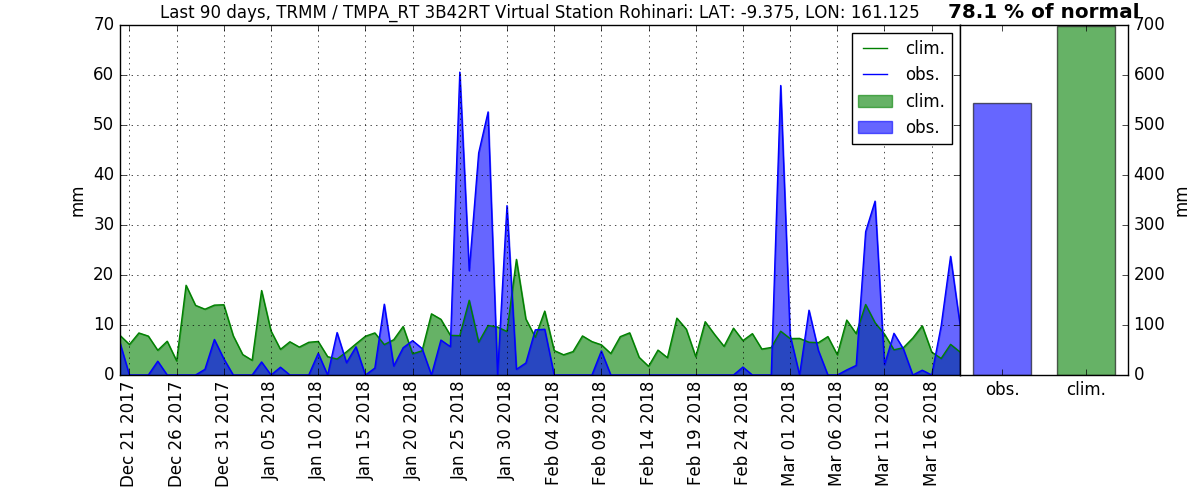 Last 90 days, TRMM / TMPA_RT 3B42RT Virtual Station Rohinari: LAT: -9.375, LON: 161.125
78.1 % of normal
70
60
50
40
30
20
10
0
mm
clim.
obs.
clim.
obs.
Dec 21 2017
Dec 26 2017
Dec 31 2017
Jan 05 2018
Jan 10 2018
Jan 15 2018
Jan 20 2018
Jan 25 2018
Jan 30 2018
Feb 04 2018
Feb 09 2018
Feb 14 2018
Feb 19 2018
Feb 24 2018
Mar 01 2018
Mar 06 2018
Mar 11 2018
Mar 16 2018
700
600
500
400
300
200
100
0
mm
obs.
clim.